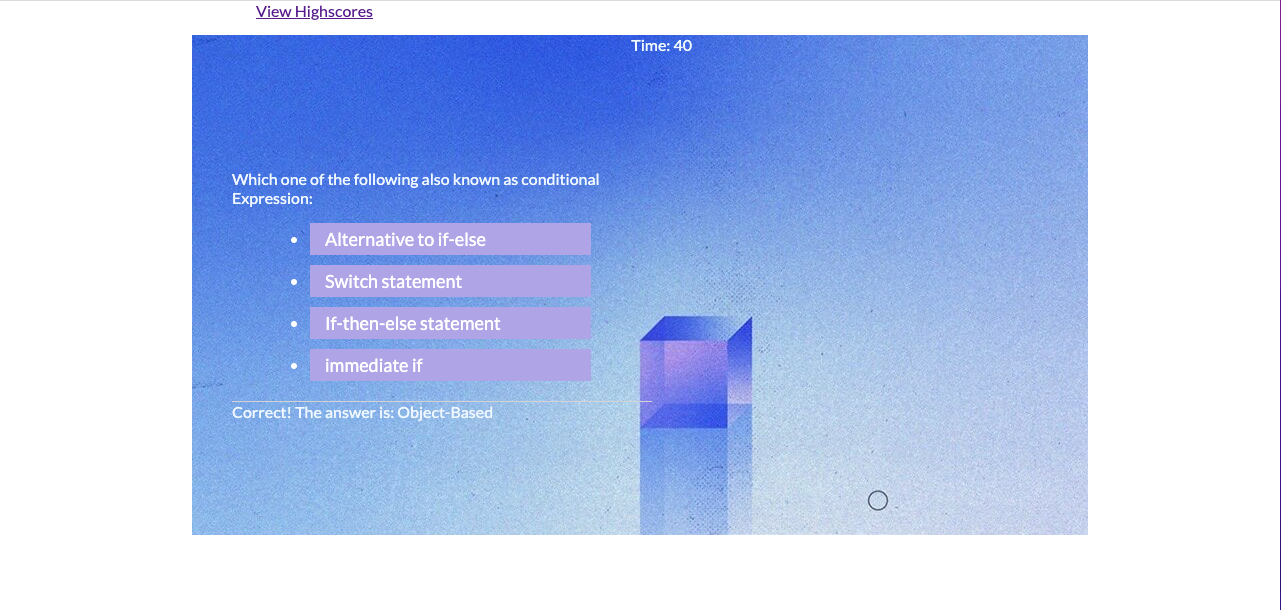 View Highscores
Time: 40
Which one of the following also known as conditional
Expression:
Alternative to if-else
Switch statement
If-then-else statement
immediate if
Correct! The answer is: Object-Based